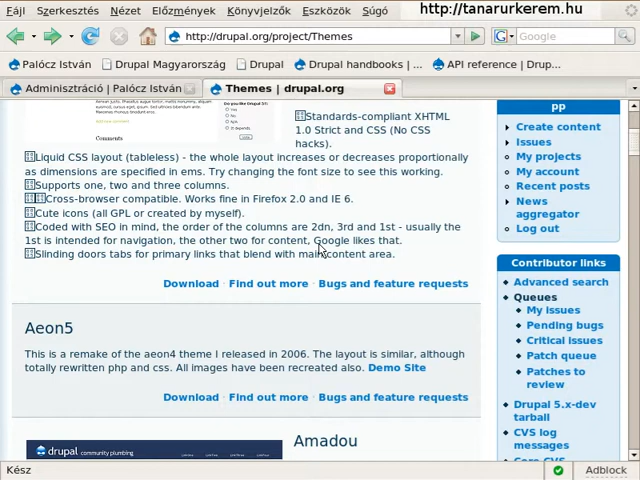 Fájl Szerkesztés Nézet Előzmények Könyvjelzők Eszközök Súgó http://tanarurkerem.hu
http://drupal.org/project/Themes Google
Palócz István Drupal Magyarország Drupal Drupal handbooks | ... API reference | Drup...
Adminisztráció | Palócz István Themes | drupal.org
Comments
Standards-compliant XHTML
1.0 Strict and CSS (No CSS
hacks).
Liquid CSS layout (tableless) - the whole layout increases or decreases proportionally
as dimensions are specified in ems. Try changing the font size to see this working.
Supports one, two and three columns.
Cross-browser compatible. Works fine in Firefox 2.0 and IE 6.
Cute icons (all GPL or created by myself).
Coded with SEO in mind, the order of the columns are 2dn, 3rd and 1st - usually the
1st is intended for navigation, the other two for content, Google likes that.
Slinding doors tabs for primary links that blend with main content area.
Download · Find out more · Bugs and feature requests
Aeon5
This is a remake of the aeon4 theme I released in 2006. The layout is similar, although
totally rewritten php and css. All images have been recreated also. Demo Site
Download · Find out more · Bugs and feature requests
drupal community plumbing
Amadou
pp
Create content
Issues
My projects
My account
Recent posts
News
aggregator
Log out
Contributor links
Advanced search
Queues
My issues
Pending bugs
Critical issues
Patch queue
Patches to
review
Drupal 5.x-dev
tarball
CVS log
messages
Kész Adblock